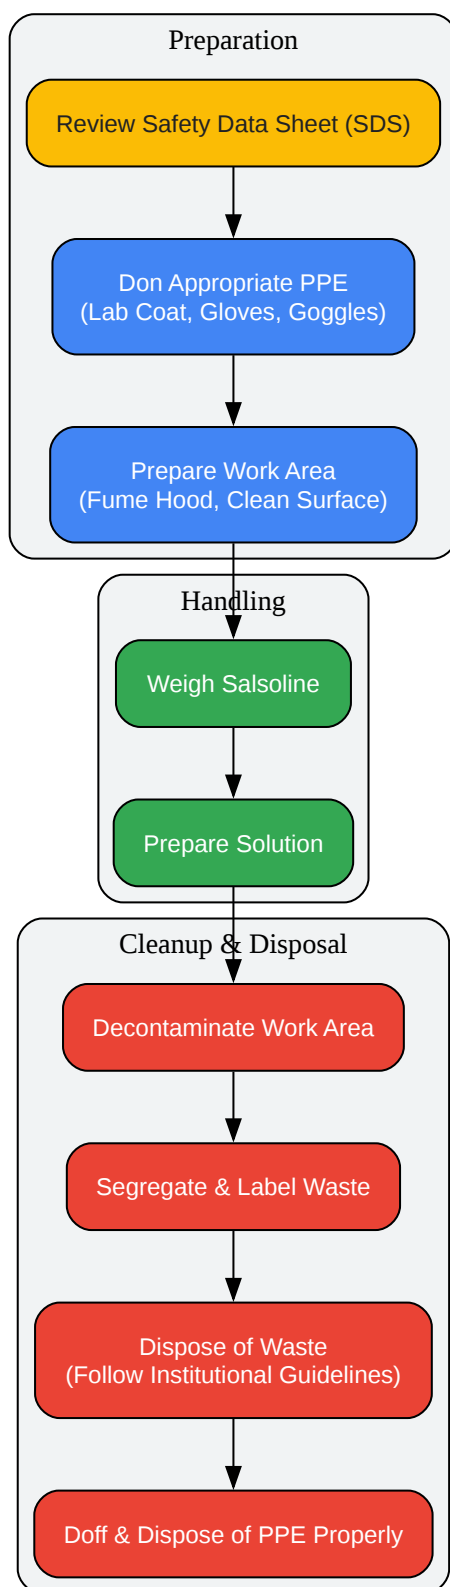 Preparation
Review Safety Data Sheet (SDS)
Don Appropriate PPE
(Lab Coat, Gloves, Goggles)
Prepare Work Area
(Fume Hood, Clean Surface)
Handling
Weigh Salsoline
Prepare Solution
Cleanup & Disposal
Decontaminate Work Area
Segregate & Label Waste
Dispose of Waste
(Follow Institutional Guidelines)
Doff & Dispose of PPE Properly